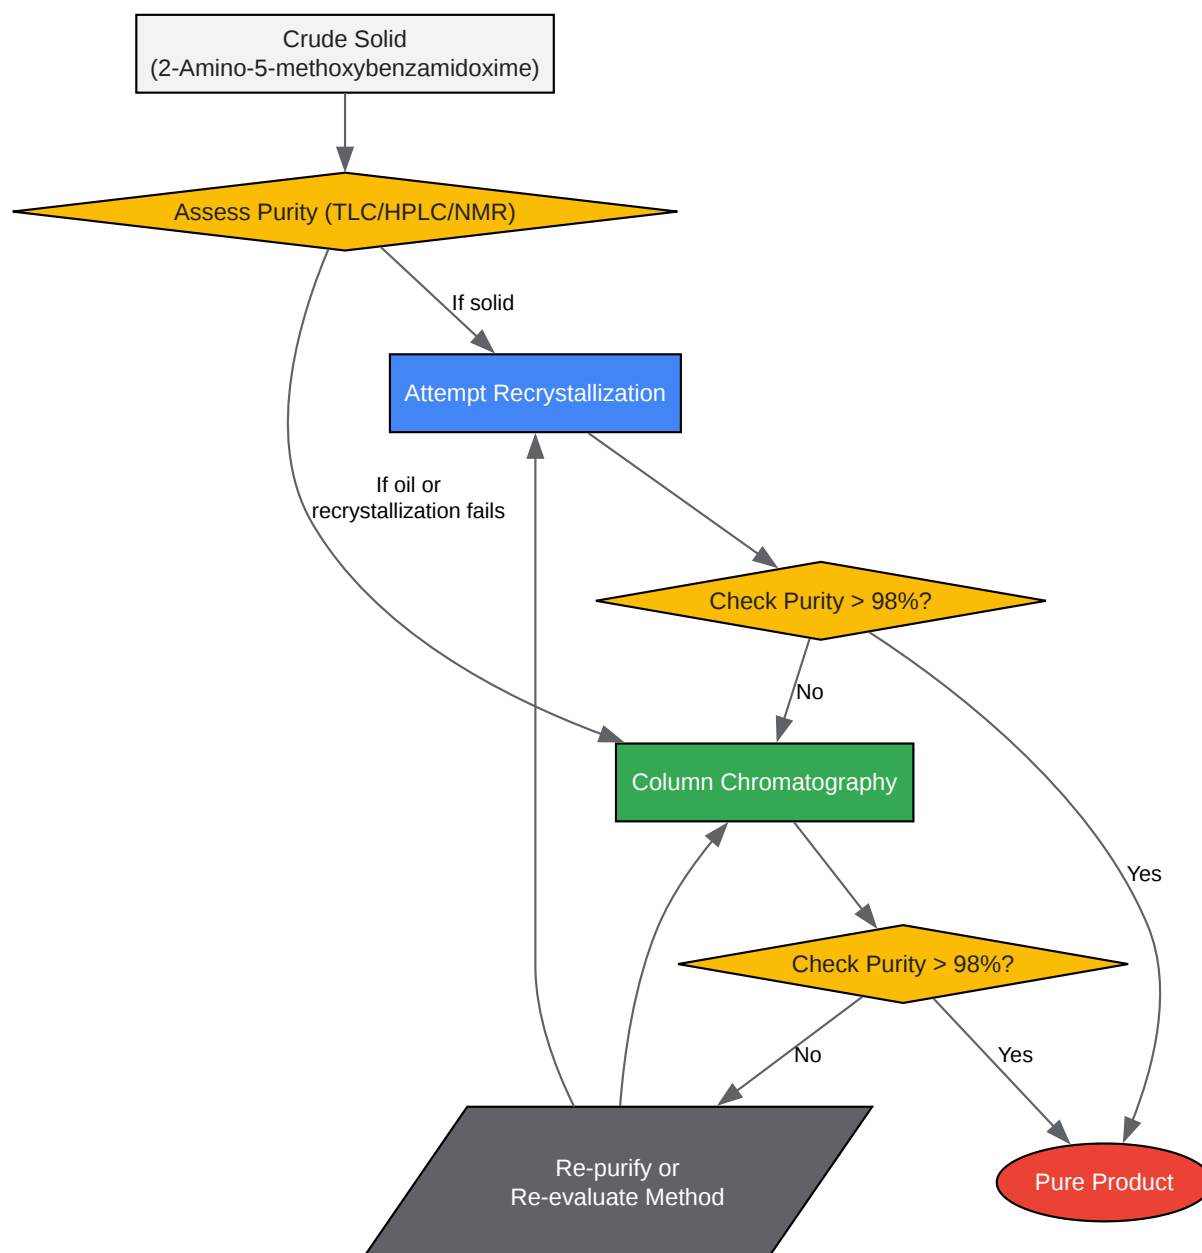 Crude Solid
(2-Amino-5-methoxybenzamidoxime)
Assess Purity (TLC/HPLC/NMR)
If solid
Attempt Recrystallization
If oil or
recrystallization fails
Check Purity > 98%?
No
Column Chromatography
Yes
Check Purity > 98%?
No
Yes
Re-purify or
Re-evaluate Method
Pure Product